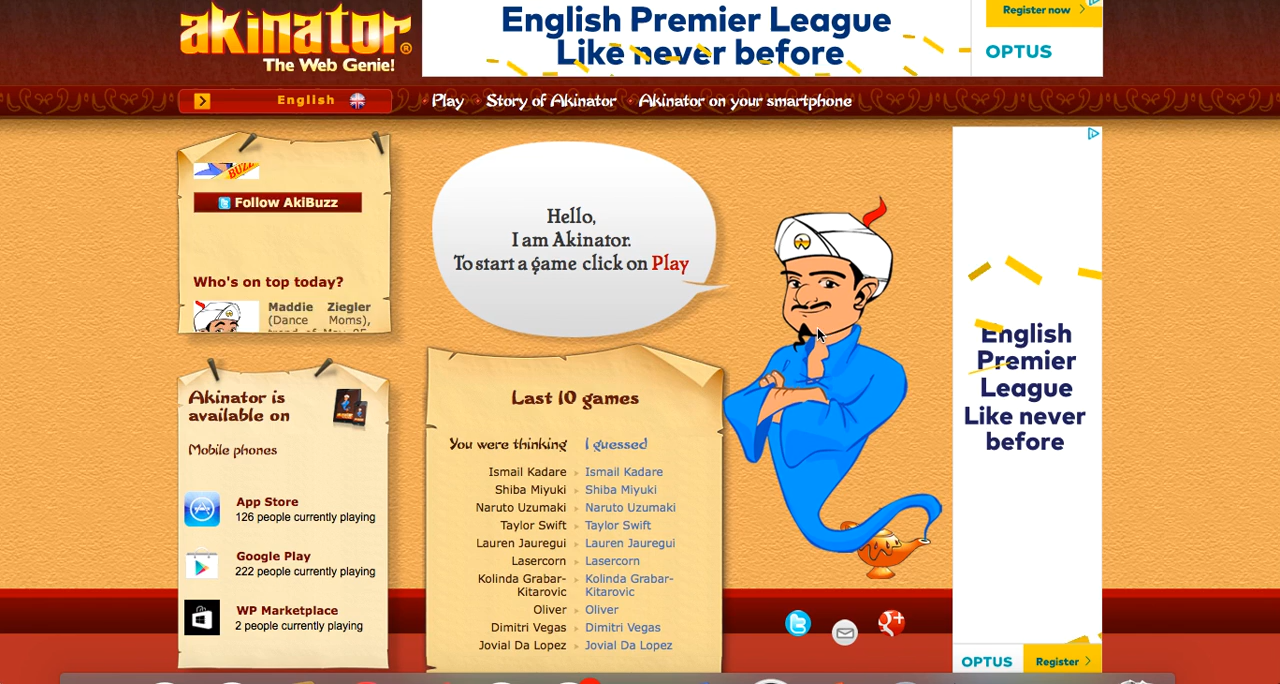 akinator®
The Web Genie!
English Premier League
Like never before
Register now
OPTUS
English
Play · Story of Akinator · Akinator on your smartphone
BUZZ
Follow AkiBuzz
Who's on top today?
Maddie Ziegler
(Dance Moms),
Hello,
I am Akinator.
To start a game click on Play
Akinator is
available on
Mobile phones
App Store
126 people currently playing
Google Play
222 people currently playing
WP Marketplace
2 people currently playing
Last 10 games
You were thinking I guessed
Ismail Kadare Ismail Kadare
Shiba Miyuki Shiba Miyuki
Naruto Uzumaki Naruto Uzumaki
Taylor Swift Taylor Swift
Lauren Jauregui Lauren Jauregui
Lasercorn Lasercorn
Kolinda Grabar- Kolinda Grabar-
Kitarovic Kitarovic
Oliver Oliver
Dimitri Vegas Dimitri Vegas
Jovial Da Lopez Jovial Da Lopez
English
Premier
League
Like never
before
OPTUS
Register